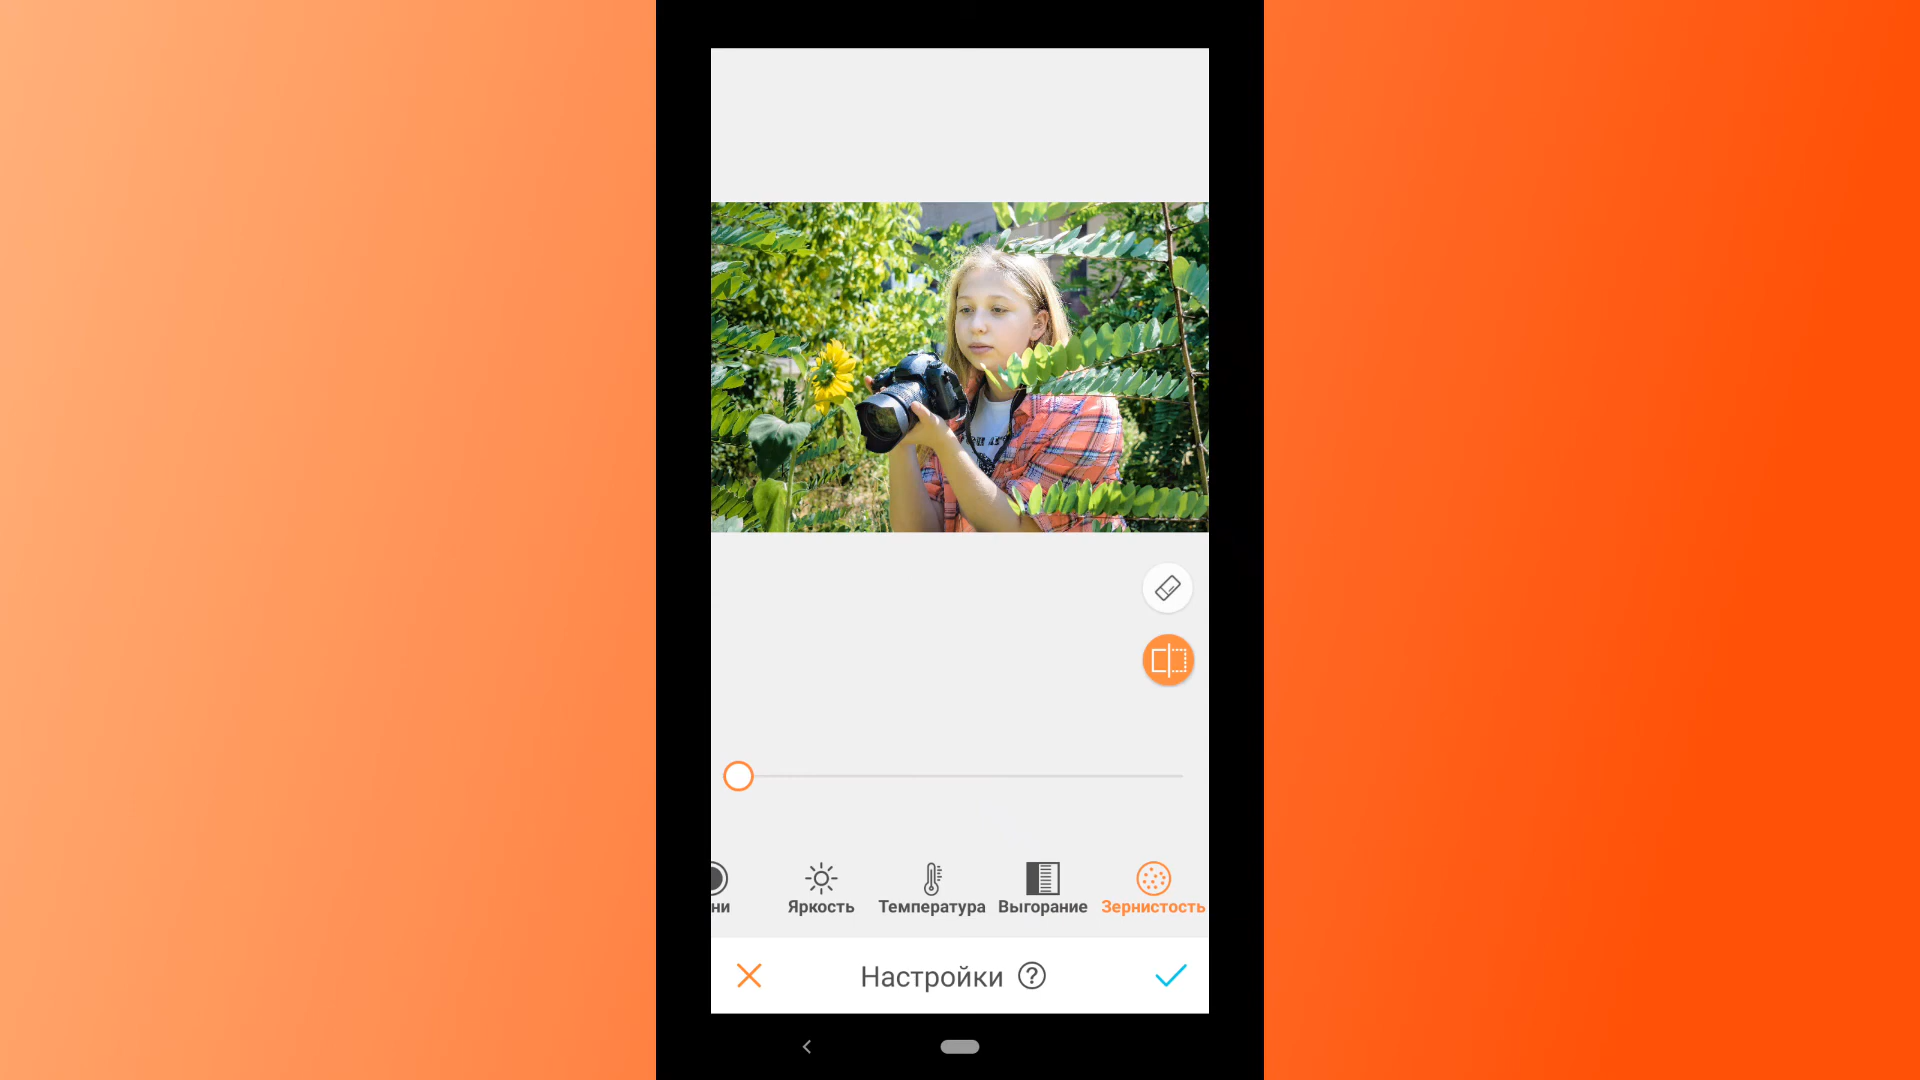 ни
Яркость
Температура
Выгорание
Зернистость
Настройки ?